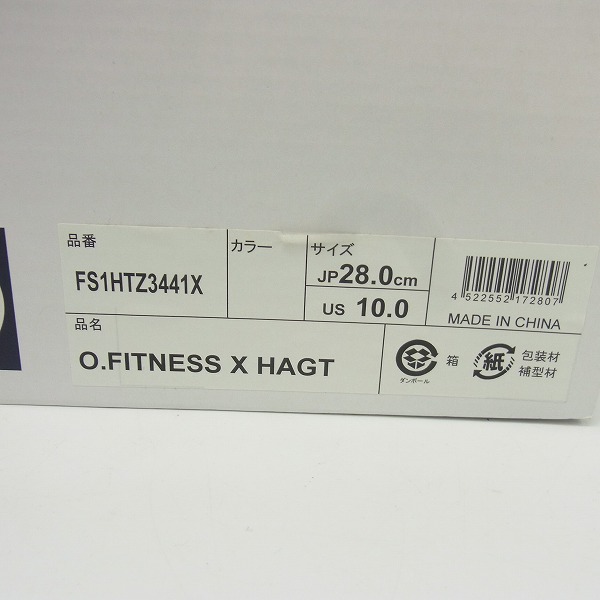 品番
FS1HTZ3441X
カラー
サイズ
JP28.0cm
US 10.0
4 522552 172807
MADE IN CHINA
品名
O.FITNESS X HAGT
ダンボール
箱
紙
包装材
補型材